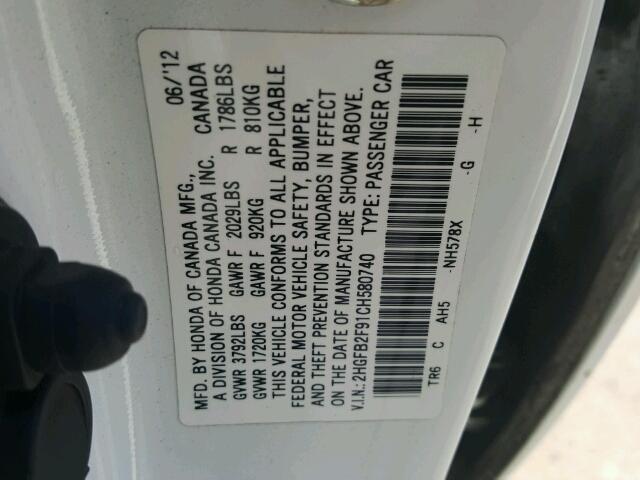 MFD. BY HONDA OF CANADA MFG., 06/'12
A DIVISION OF HONDA CANADA INC. CANADA
GVWR 3792LBS GAWR F 2029LBS R 1786LBS
GVWR 1720KG GAWR F 920KG R 810KG
THIS VEHICLE CONFORMS TO ALL APPLICABLE
FEDERAL MOTOR VEHICLE SAFETY, BUMPER,
AND THEFT PREVENTION STANDARDS IN EFFECT
ON THE DATE OF MANUFACTURE SHOWN ABOVE.
V.I.N.: 2HGFB2F91CH580740 TYPE: PASSENGER CAR
TR6 C AH5 -NH578X -G -H